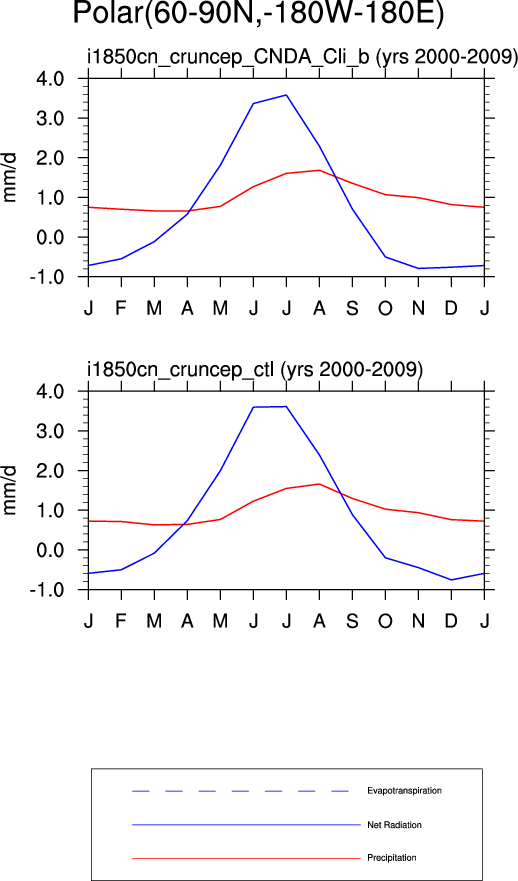 Polar(60-90N,-180W-180E)
i1850cn_cruncep_CNDA_Cli_b (yrs 2000-2009)
4.0
3.0
2.0
1.0
0.0
-1.0
mm/d
J F M A M J J A S O N D J
i1850cn_cruncep_ctl (yrs 2000-2009)
4.0
3.0
2.0
1.0
0.0
-1.0
mm/d
J F M A M J J A S O N D J
Evapotranspiration
Net Radiation
Precipitation